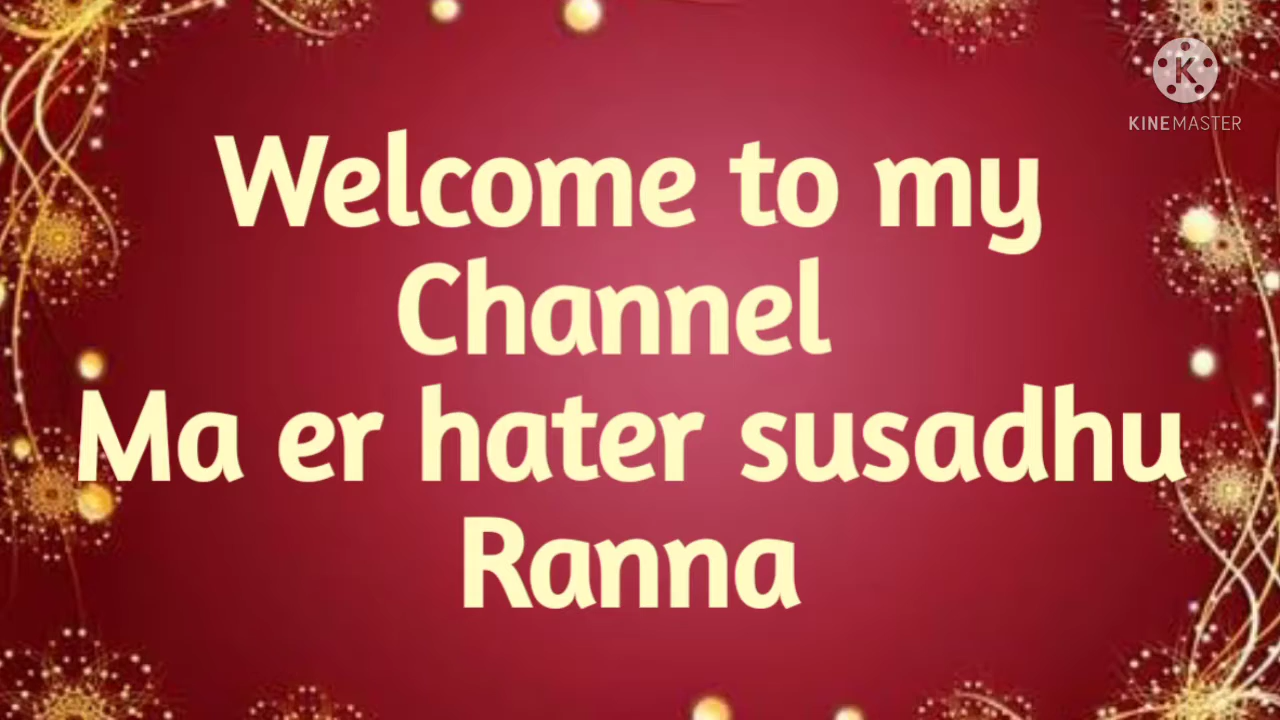 KINEMASTER
Welcome to my
Channel
Ma er hater susadhu
Ranna